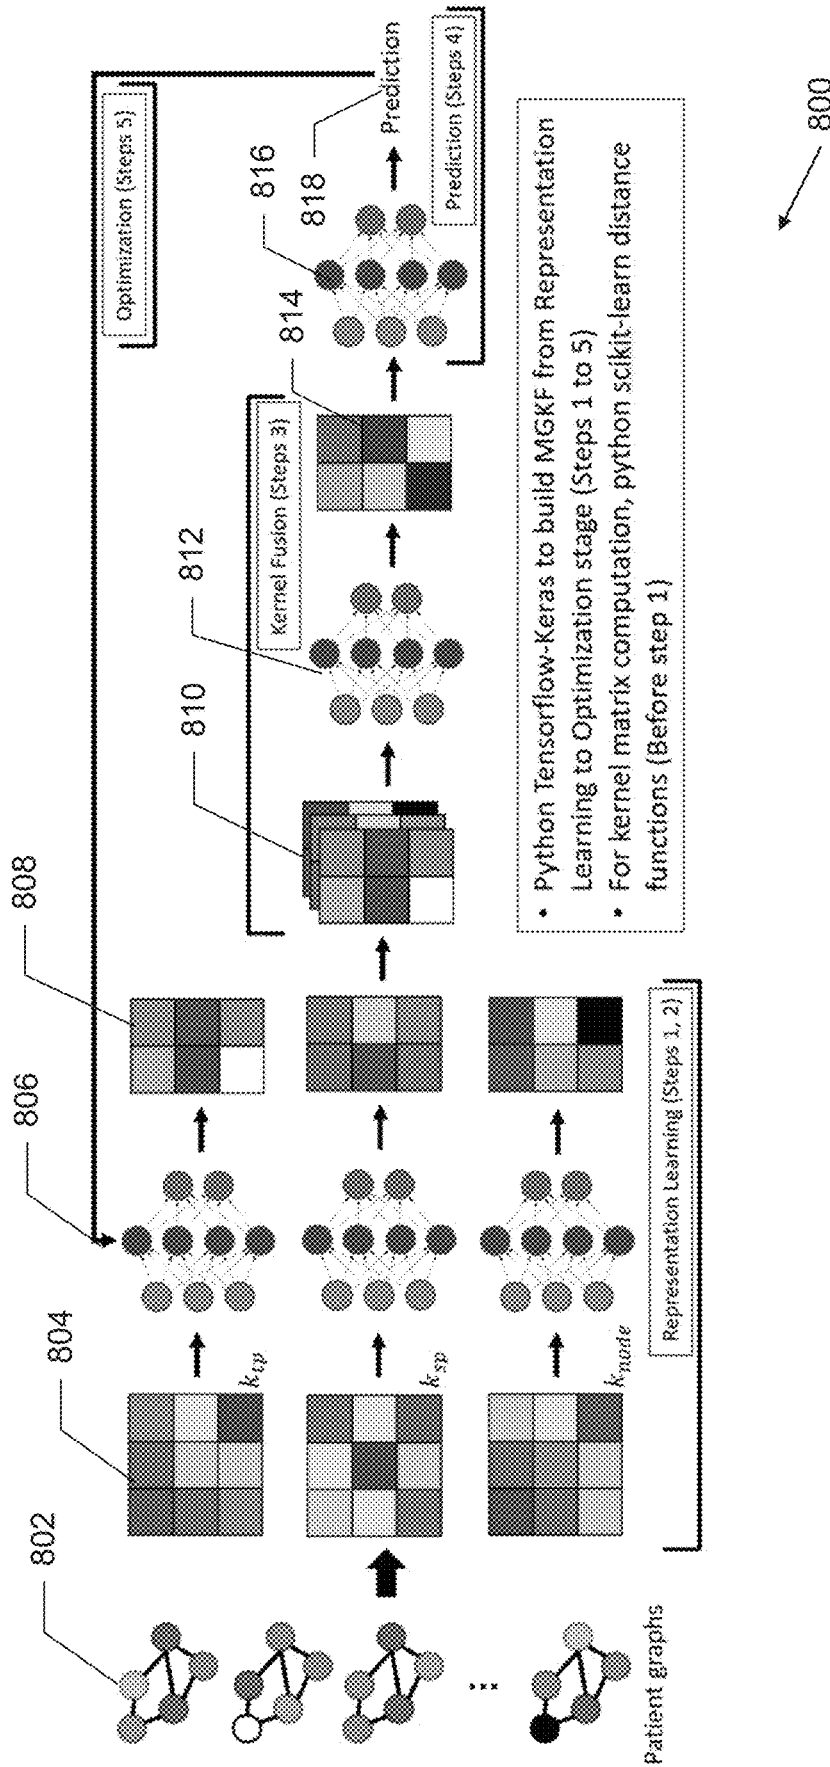 802
804
806
808
810
812
814
816
818
Optimization (Steps 5)
Kernel Fusion (Steps 3)
Prediction
Prediction (Steps 4)
k_tp
k_sp
k_node
...
Patient graphs
Representation Learning (Steps 1, 2)
• Python Tensorflow-Keras to build MGKF from Representation
Learning to Optimization stage (Steps 1 to 5)
• For kernel matrix computation, python scikit-learn distance
functions (Before step 1)
800